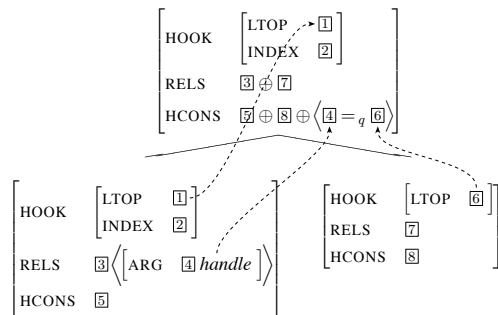 HOOK [LTOP 1
INDEX 2]
RELS 3 ⊕ 7
HCONS 5 ⊕ 8 ⊕ ⟨4 =q 6⟩
HOOK [LTOP 1
INDEX 2]
RELS 3 ⟨[ARG 4 handle]⟩
HCONS 5
HOOK [LTOP 6]
RELS 7
HCONS 8